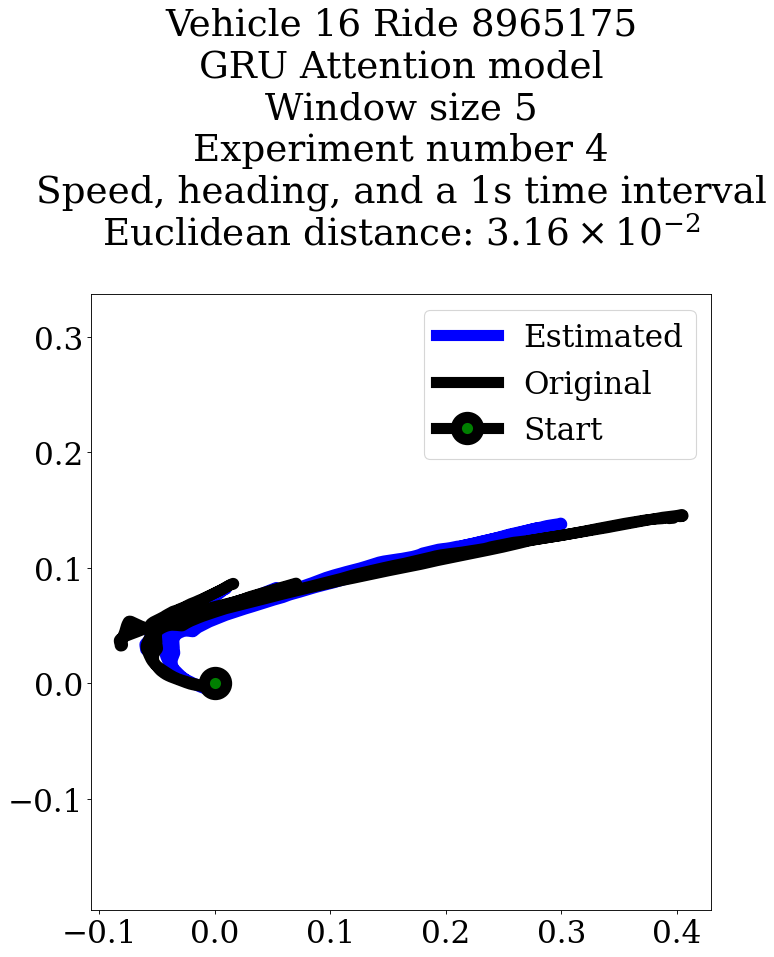 Vehicle 16 Ride 8965175
GRU Attention model
Window size 5
Experiment number 4
Speed, heading, and a 1s time interval
Euclidean distance: 3.16 × 10⁻²
Estimated
Original
Start
0.3
0.2
0.1
0.0
−0.1
−0.1 0.0 0.1 0.2 0.3 0.4